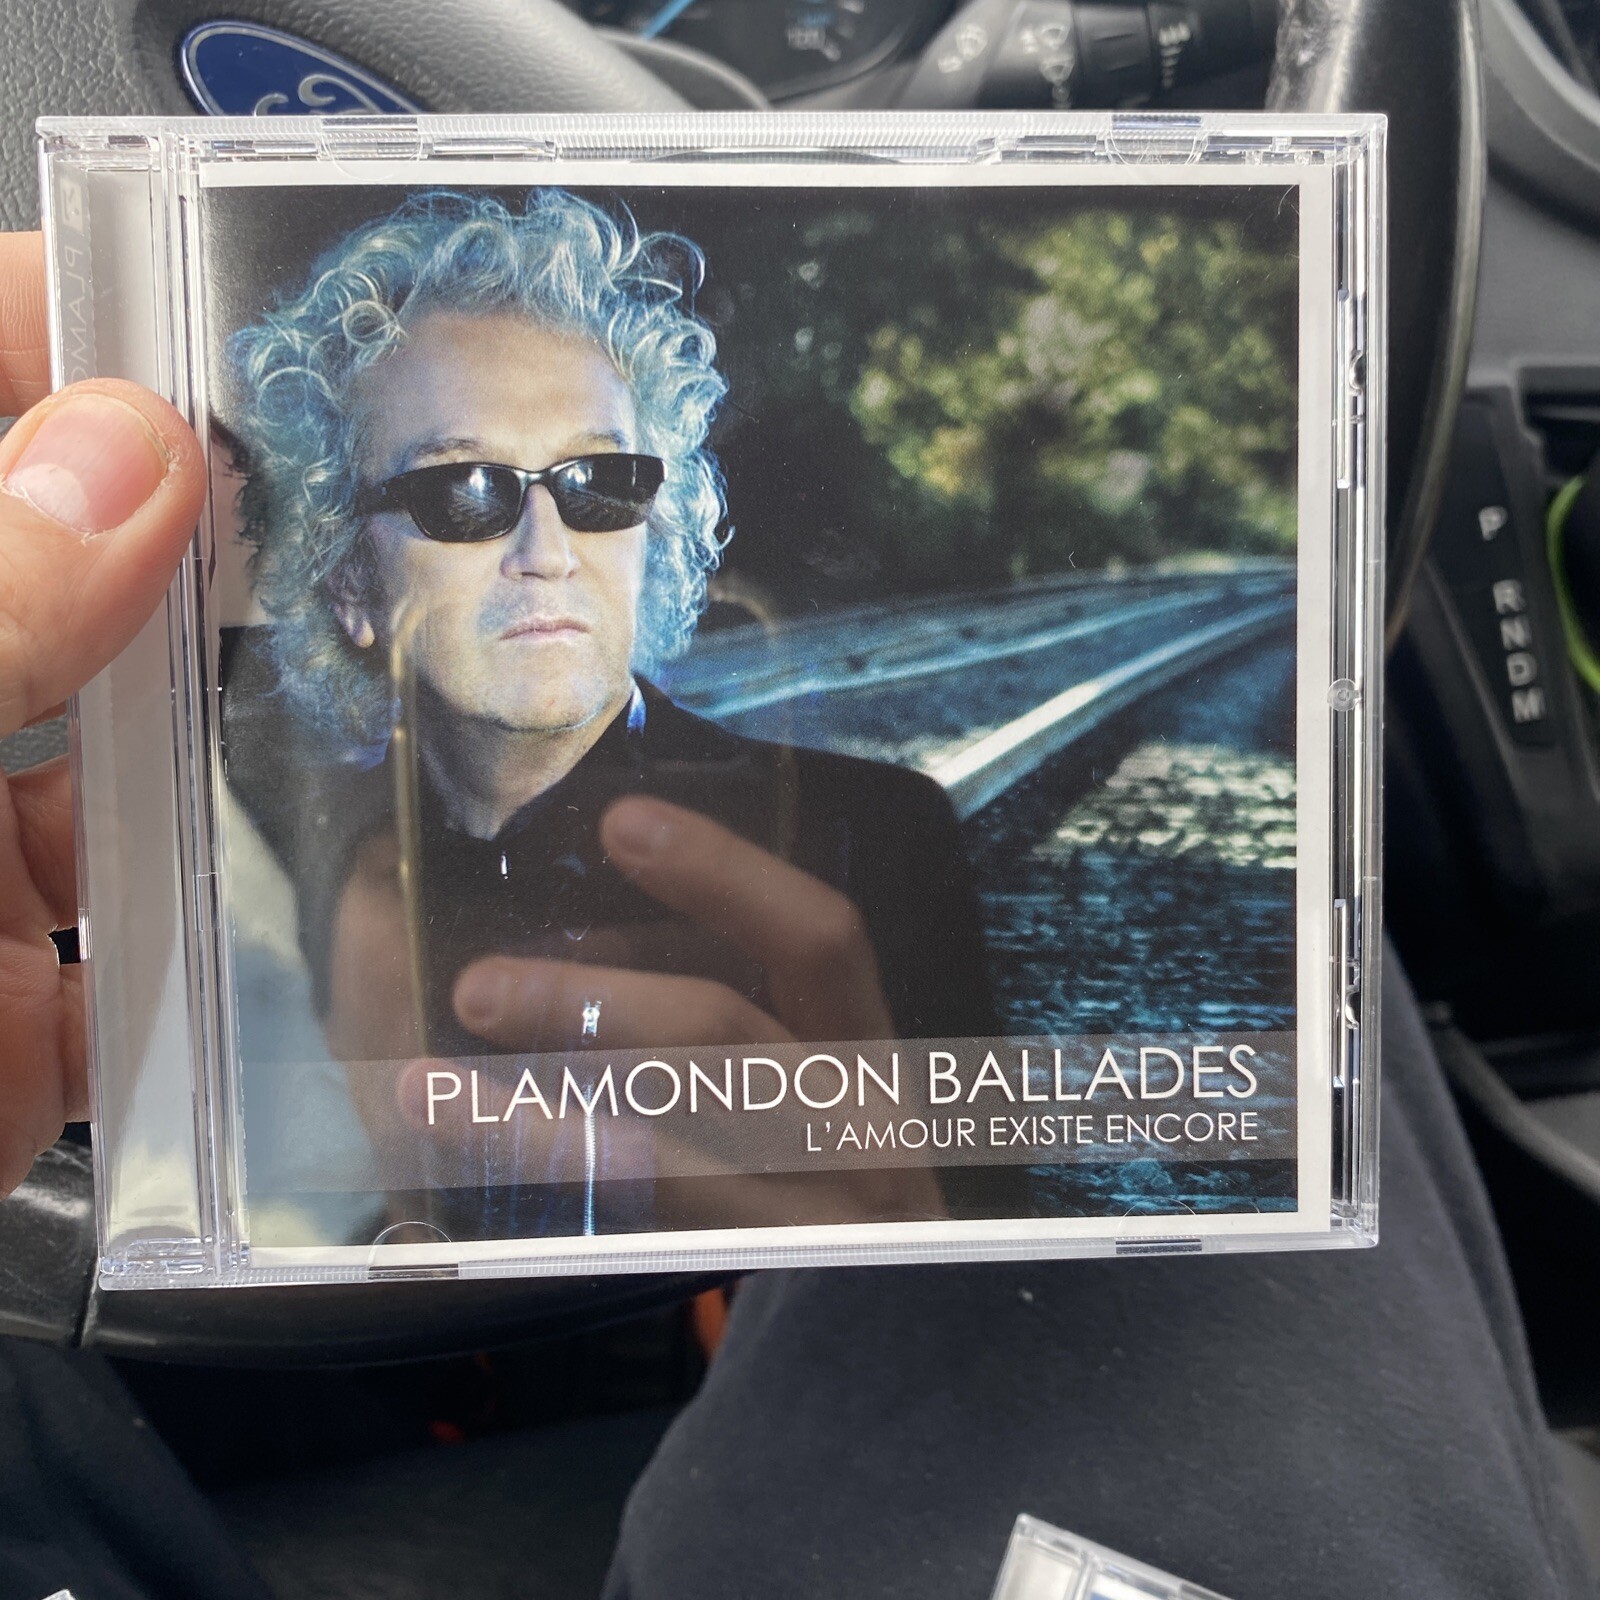 PLAMONDON BALLADES
L'AMOUR EXISTE ENCORE
P
R
N
D
M